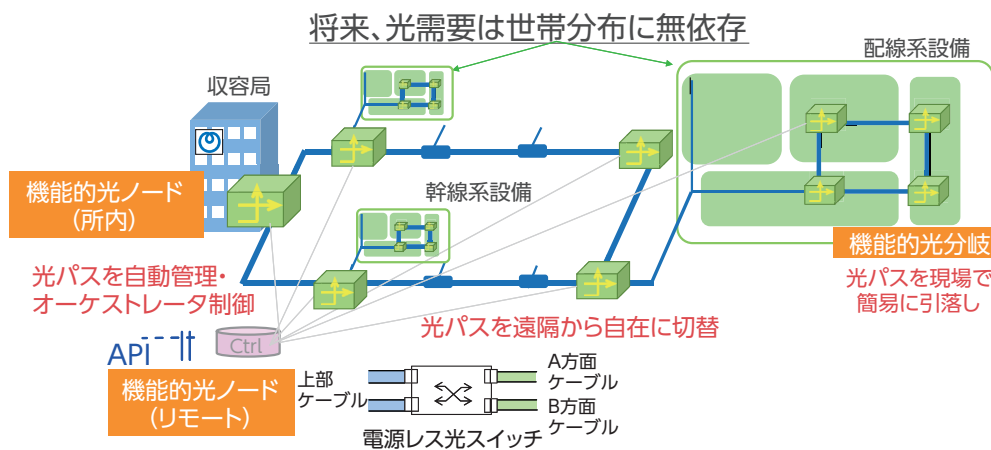 将来、光需要は世帯分布に無依存
配線系設備
収容局
機能的光ノード
(所内)
幹線系設備
機能的光分岐
光パスを自動管理・
オーケストレータ制御
光パスを現場で
簡易に引落し
光パスを遠隔から自在に切替
API
Ctrl
機能的光ノード
(リモート)
上部
ケーブル
A方面
ケーブル
B方面
ケーブル
電源レス光スイッチ